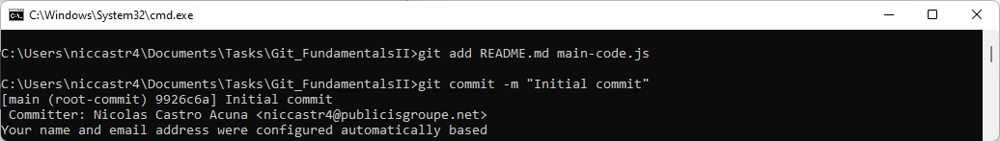 C:\Windows\System32\cmd.exe
C:\Users\niccastr4\Documents\Tasks\Git_FundamentalsII>git add README.md main-code.js
C:\Users\niccastr4\Documents\Tasks\Git_FundamentalsII>git commit -m "Initial commit"
[main (root-commit) 9926c6a] Initial commit
Committer: Nicolas Castro Acuna <niccastr4@publicisgroupe.net>
Your name and email address were configured automatically based